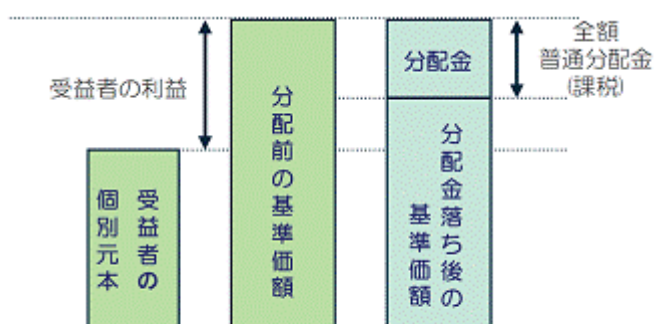 受益者の利益
受益者の
個別元本
分配前の基準価額
分配金
分配金落ち後の
基準価額
全額
普通分配金
(課税)